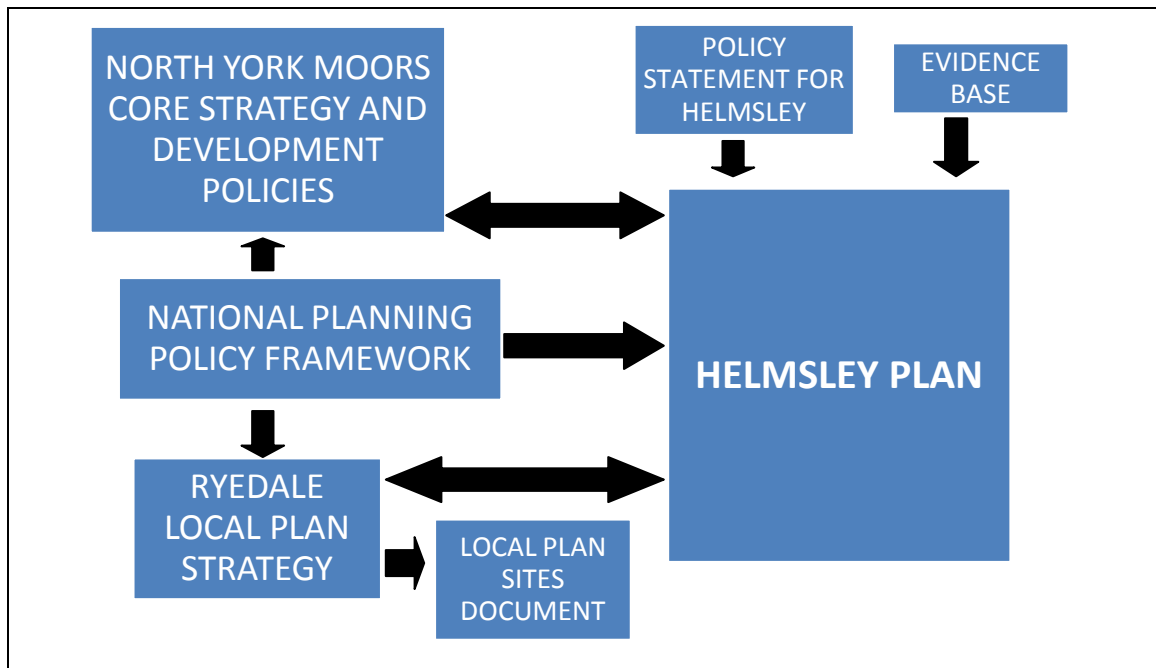 NORTH YORK MOORS
CORE STRATEGY AND
DEVELOPMENT
POLICIES
POLICY
STATEMENT FOR
HELMSLEY
EVIDENCE
BASE
NATIONAL PLANNING
POLICY FRAMEWORK
HELMSLEY PLAN
RYEDALE
LOCAL PLAN
STRATEGY
LOCAL PLAN
SITES
DOCUMENT